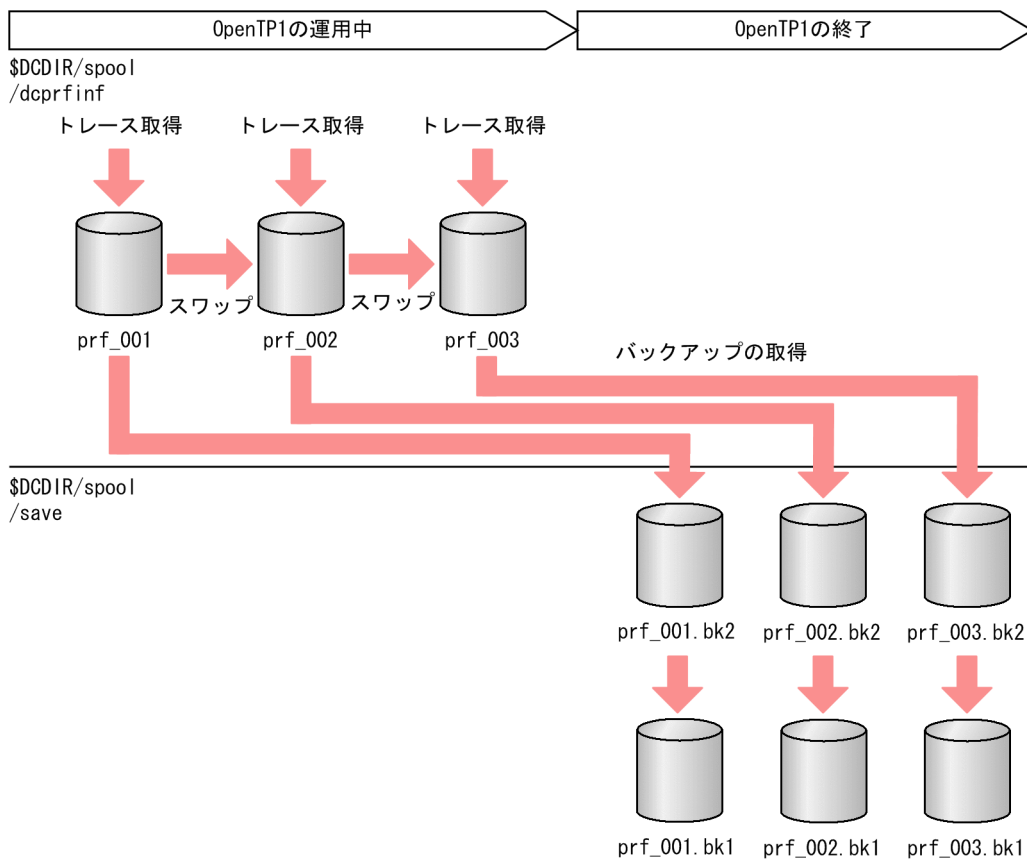 OpenTP1の運用中
OpenTP1の終了
$DCDIR/spool
/dcprfinf
トレース取得
トレース取得
トレース取得
スワップ
スワップ
prf_001
prf_002
prf_003
バックアップの取得
$DCDIR/spool
/save
prf_001.bk2
prf_002.bk2
prf_003.bk2
prf_001.bk1
prf_002.bk1
prf_003.bk1